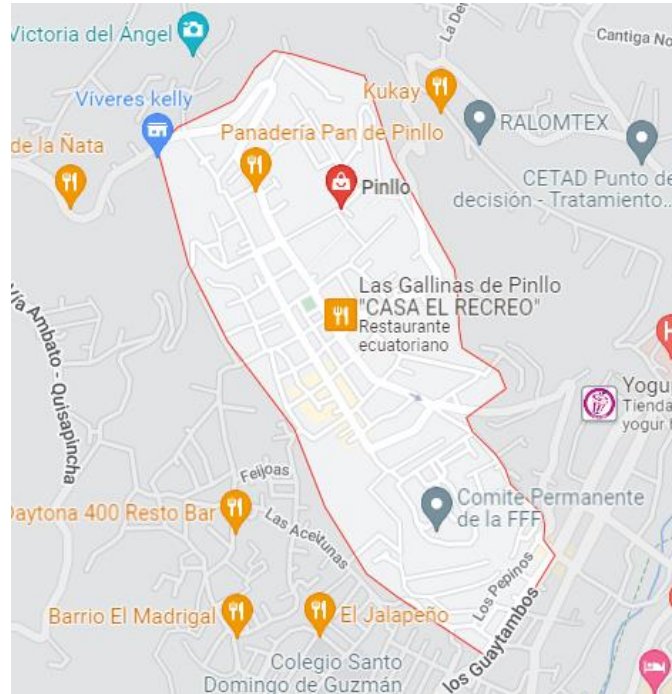 Victoria del Ángel
Cantiga No
La De
Víveres kelly
Kukay
Panadería Pan de Pinllo
RALOMTEX
de la Ñata
Pinllo
CETAD Punto de
decisión - Tratamiento...
Las Gallinas de Pinllo
"CASA EL RECREO"
Restaurante
ecuatoriano
Vía Ambato - Quisapincha
H
Yogu
Tienda
yogur
Feijoas
Daytona 400 Resto Bar
Las Aceitunas
Comite Permanente
de la FFF
Los Pepinos
Barrio El Madrigal
El Jalapeño
los Guaytambos
Colegio Santo
Domingo de Guzmán